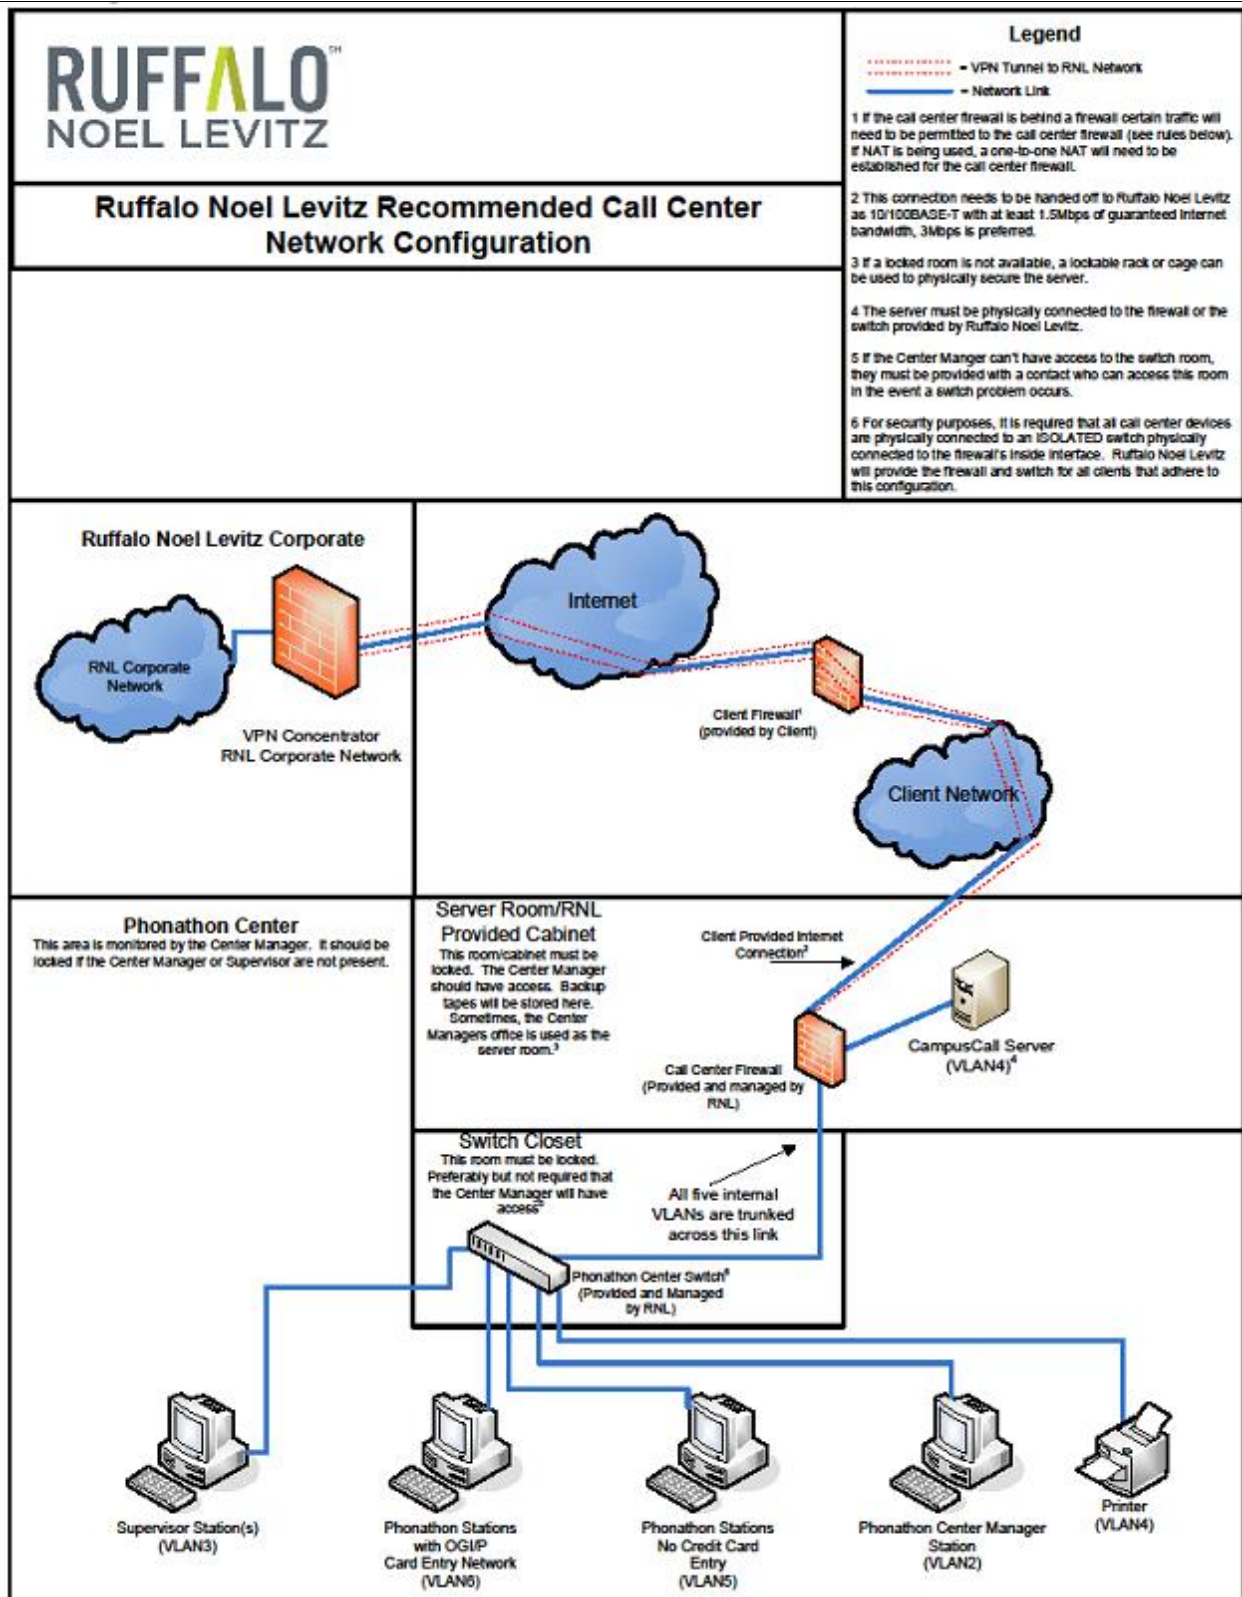 RUFFALO℠
NOEL LEVITZ
Ruffalo Noel Levitz Recommended Call Center
Network Configuration
Legend
= VPN Tunnel to RNL Network
= Network Link
1 If the call center firewall is behind a firewall certain traffic will
need to be permitted to the call center firewall (see rules below).
If NAT is being used, a one-to-one NAT will need to be
established for the call center firewall.
2 This connection needs to be handed off to Ruffalo Noel Levitz
as 10/100BASE-T with at least 1.5Mbps of guaranteed Internet
bandwidth, 3Mbps is preferred.
3 If a locked room is not available, a lockable rack or cage can
be used to physically secure the server.
4 The server must be physically connected to the firewall or the
switch provided by Ruffalo Noel Levitz.
5 If the Center Manger can't have access to the switch room,
they must be provided with a contact who can access this room
in the event a switch problem occurs.
6 For security purposes, it is required that all call center devices
are physically connected to an ISOLATED switch physically
connected to the firewall's inside interface. Ruffalo Noel Levitz
will provide the firewall and switch for all clients that adhere to
this configuration.
Ruffalo Noel Levitz Corporate
RNL Corporate
Network
VPN Concentrator
RNL Corporate Network
Internet
Client Firewall¹
(provided by Client)
Client Network
Phonathon Center
This area is monitored by the Center Manager. It should be
locked if the Center Manager or Supervisor are not present.
Server Room/RNL
Provided Cabinet
This room/cabinet must be
locked. The Center Manager
should have access. Backup
tapes will be stored here.
Sometimes, the Center
Managers office is used as the
server room.³
Client Provided Internet
Connection²
CampusCall Server
(VLAN4)⁴
Call Center Firewall
(Provided and managed by
RNL)
Switch Closet
This room must be locked.
Preferably but not required that
the Center Manager will have
access⁵
All five internal
VLANs are trunked
across this link
Phonathon Center Switch⁶
(Provided and Managed
by RNL)
Supervisor Station(s)
(VLAN3)
Phonathon Stations
with OGI/P
Card Entry Network
(VLAN6)
Phonathon Stations
No Credit Card
Entry
(VLAN5)
Phonathon Center Manager
Station
(VLAN2)
Printer
(VLAN4)